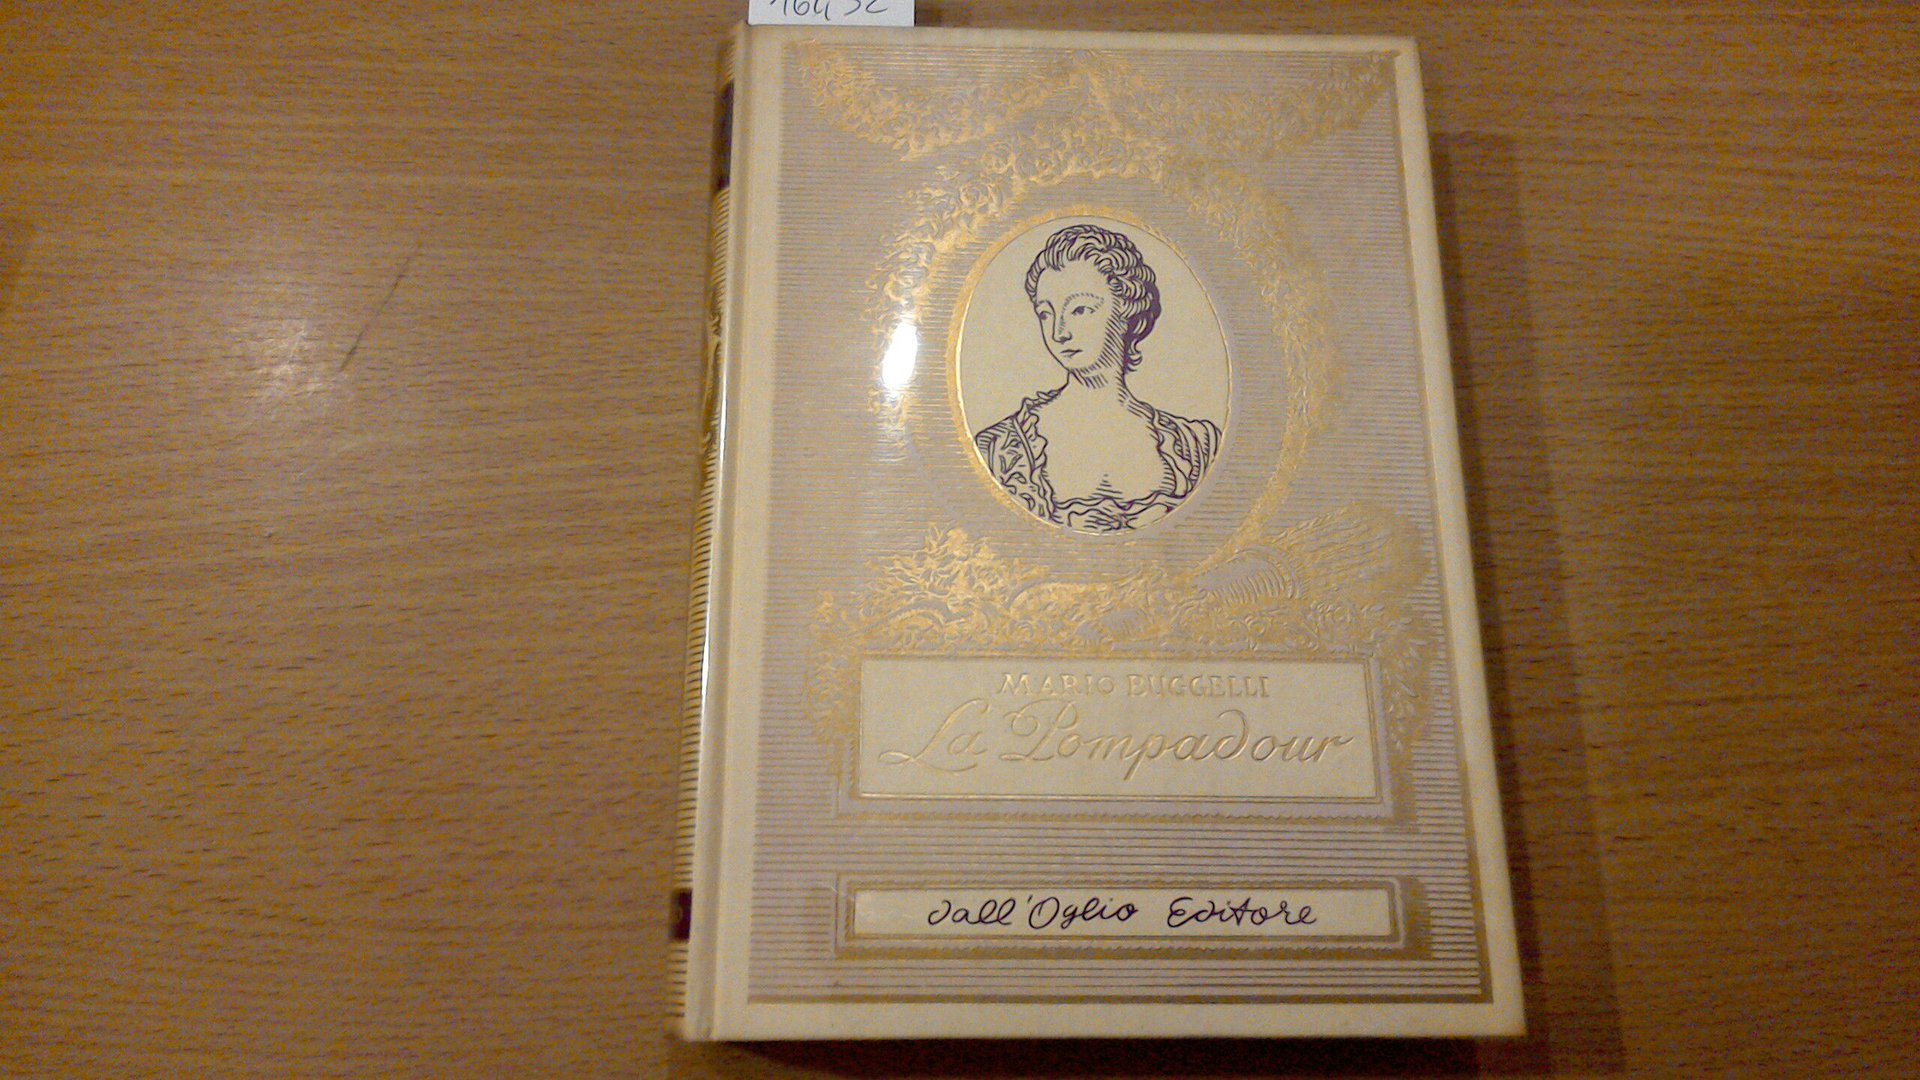 MARIO BUGGELLI
La Pompadour
dall'Oglio Editore